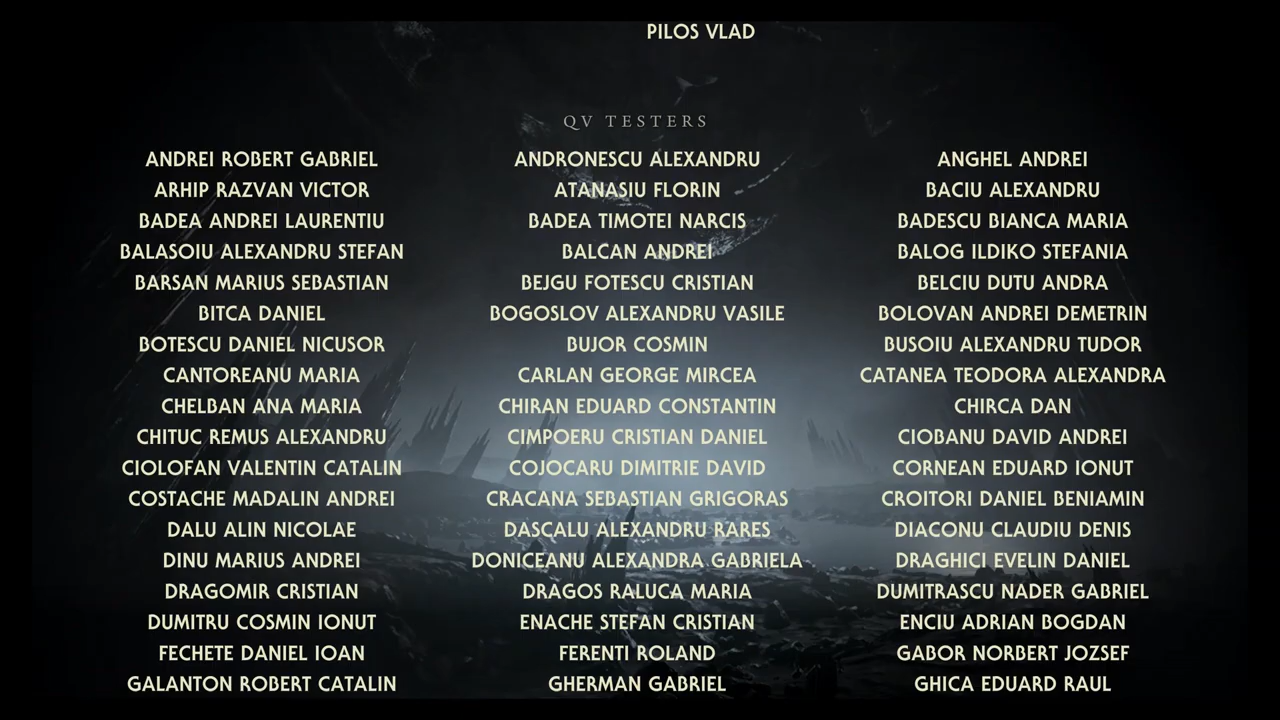 PILOS VLAD
QV TESTERS
ANDREI ROBERT GABRIEL ANDRONESCU ALEXANDRU ANGHEL ANDREI
ARHIP RAZVAN VICTOR ATANASIU FLORIN BACIU ALEXANDRU
BADEA ANDREI LAURENTIU BADEA TIMOTEI NARCIS BADESCU BIANCA MARIA
BALASOIU ALEXANDRU STEFAN BALCAN ANDREI BALOG ILDIKO STEFANIA
BARSAN MARIUS SEBASTIAN BEJGU FOTESCU CRISTIAN BELCIU DUTU ANDRA
BITCA DANIEL BOGOSLOV ALEXANDRU VASILE BOLOVAN ANDREI DEMETRIN
BOTESCU DANIEL NICUSOR BUJOR COSMIN BUSOIU ALEXANDRU TUDOR
CANTOREANU MARIA CARLAN GEORGE MIRCEA CATANEA TEODORA ALEXANDRA
CHELBAN ANA MARIA CHIRAN EDUARD CONSTANTIN CHIRCA DAN
CHITUC REMUS ALEXANDRU CIMPOERU CRISTIAN DANIEL CIOBANU DAVID ANDREI
CIOLOFAN VALENTIN CATALIN COJOCARU DIMITRIE DAVID CORNEAN EDUARD IONUT
COSTACHE MADALIN ANDREI CRACANA SEBASTIAN GRIGORAS CROITORI DANIEL BENIAMIN
DALU ALIN NICOLAE DASCALU ALEXANDRU RARES DIACONU CLAUDIU DENIS
DINU MARIUS ANDREI DONICEANU ALEXANDRA GABRIELA DRAGHICI EVELIN DANIEL
DRAGOMIR CRISTIAN DRAGOS RALUCA MARIA DUMITRASCU NADER GABRIEL
DUMITRU COSMIN IONUT ENACHE STEFAN CRISTIAN ENCIU ADRIAN BOGDAN
FECHETE DANIEL IOAN FERENTI ROLAND GABOR NORBERT JOZSEF
GALANTON ROBERT CATALIN GHERMAN GABRIEL GHICA EDUARD RAUL